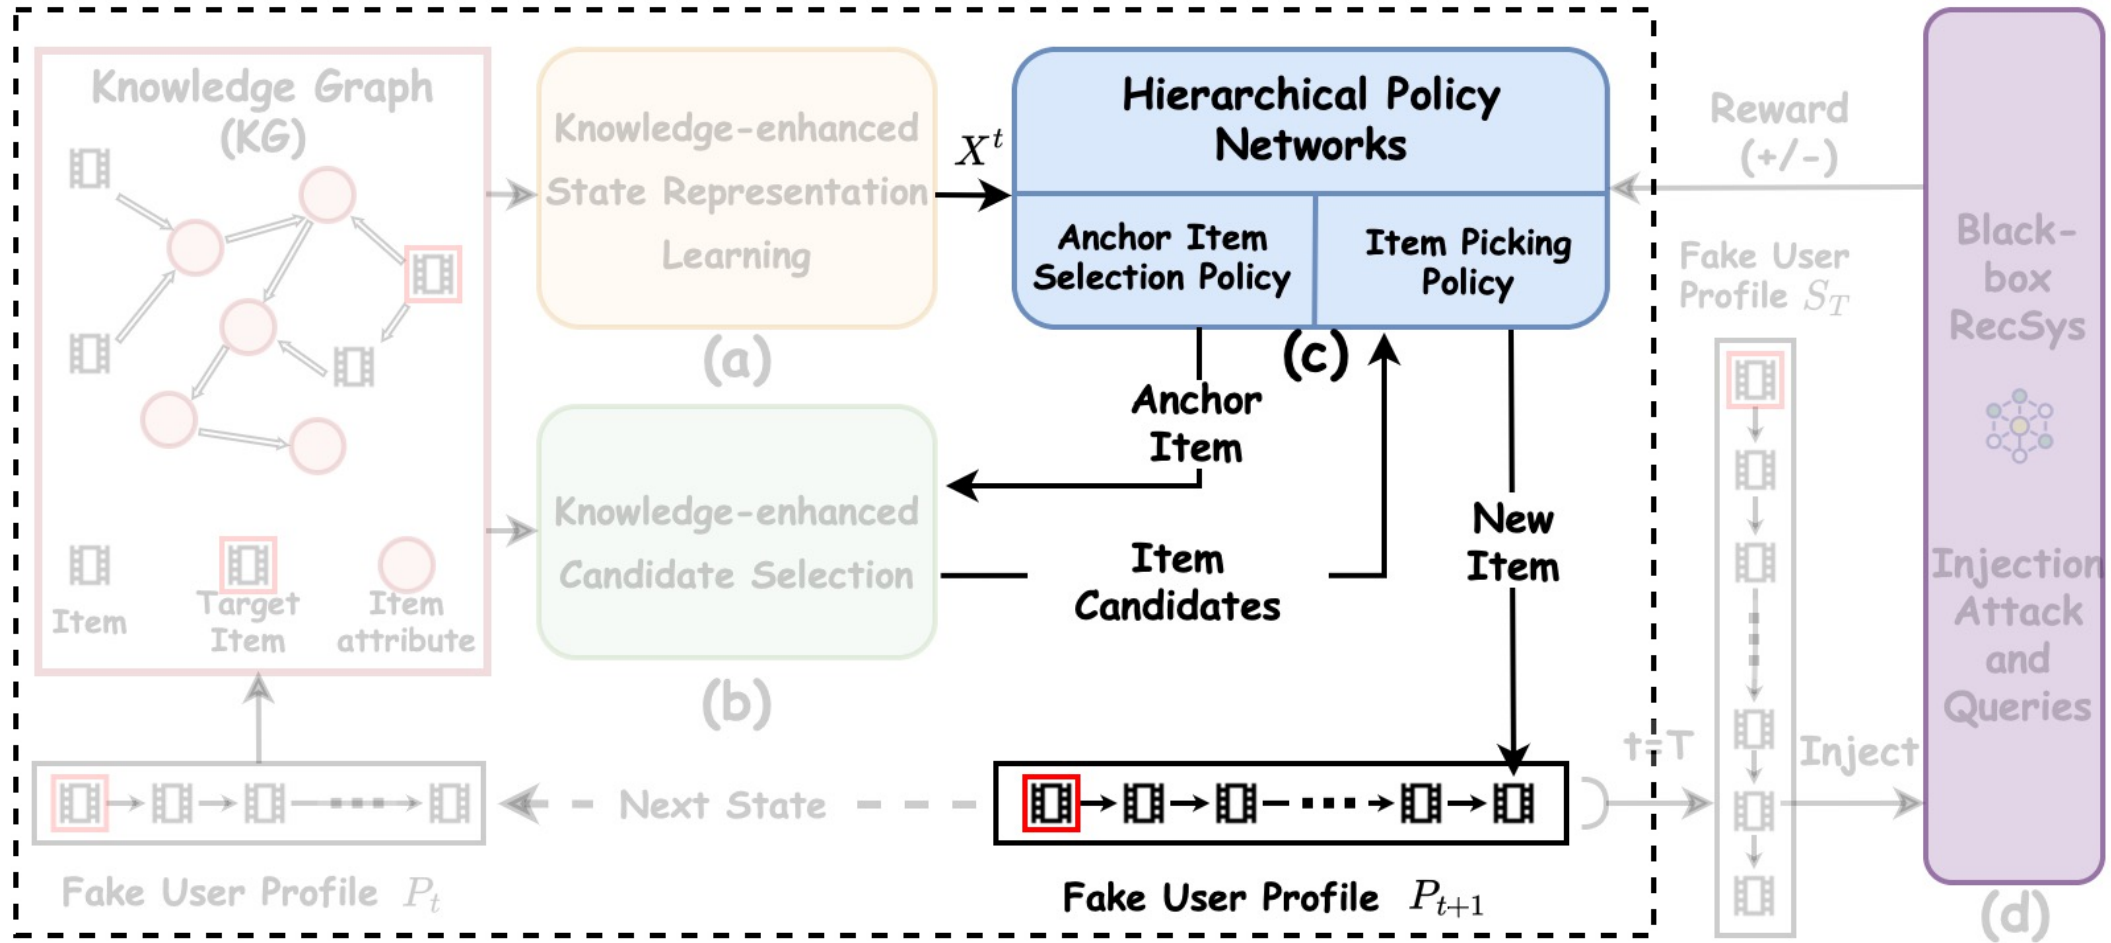 Knowledge Graph
(KG)
Item
Target
Item
Item
attribute
Fake User Profile P_t
Knowledge-enhanced
State Representation
Learning
(a)
Knowledge-enhanced
Candidate Selection
(b)
X^t
Hierarchical Policy
Networks
Anchor Item
Selection Policy
Item Picking
Policy
(c)
Anchor
Item
Item
Candidates
New
Item
Next State
Fake User Profile P_{t+1}
Reward
(+/-)
Fake User
Profile S_T
t=T
Inject
Black-
box
RecSys
Injection
Attack
and
Queries
(d)